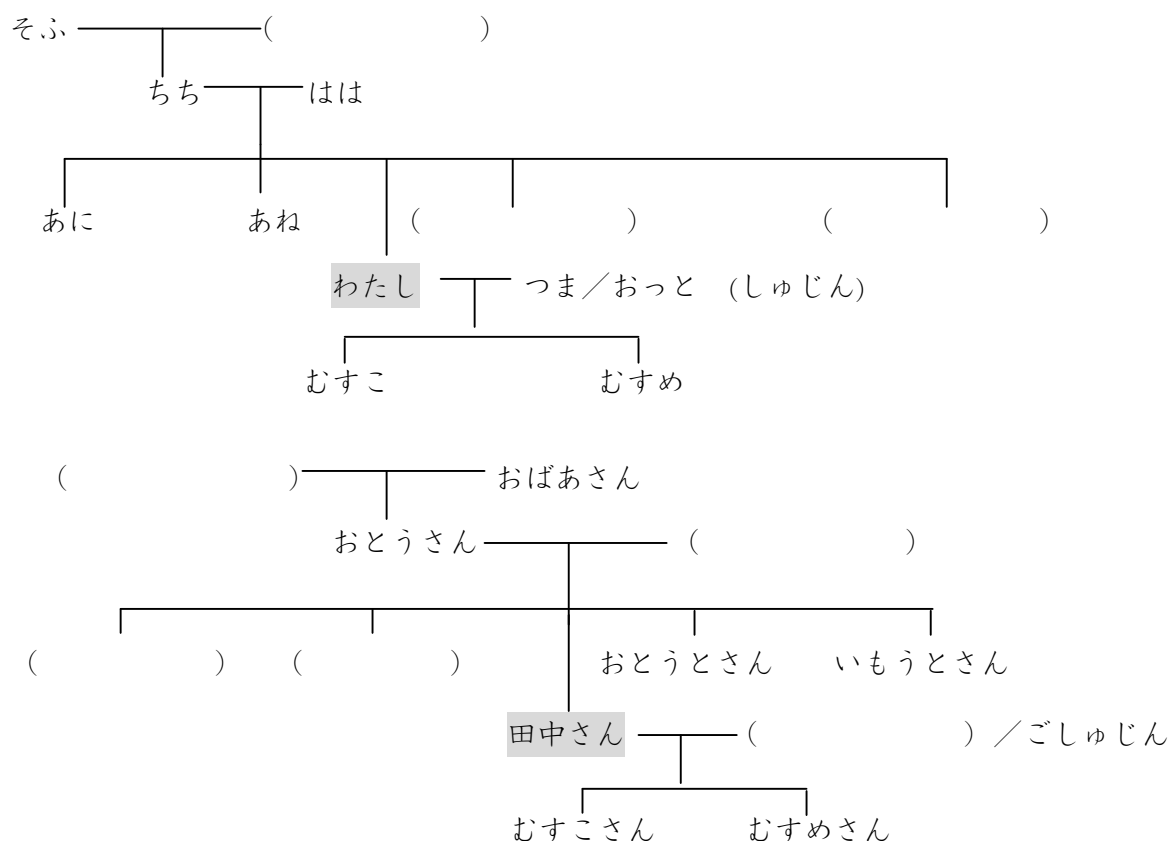 そふ (　　　　　)
ちち はは
あに あね (　　　　　) (　　　　　)
わたし つま／おっと (しゅじん)
むすこ むすめ
(　　　　　) おばあさん
おとうさん (　　　　　)
(　　　　　) (　　　　　) おとうとさん いもうとさん
田中さん (　　　　　) ／ごしゅじん
むすこさん むすめさん